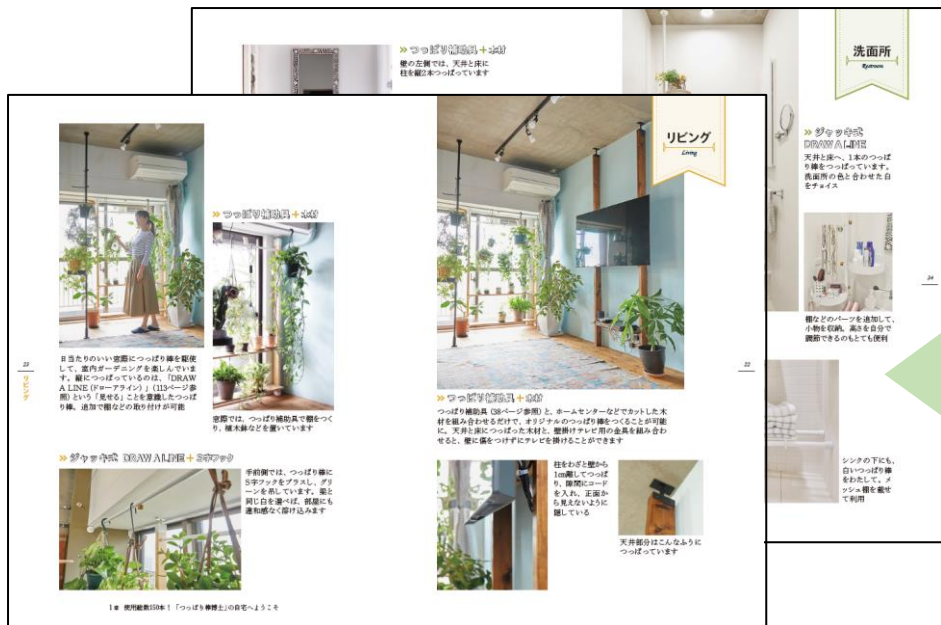 洗面所
>> つっぱり補助具+木材
壁の左側では、天井と床に
柱を縦2本つっぱっています
>> ジャッキ式
DRAW A LINE
天井と床へ、1本のつっぱ
り棒をつっぱっています。
洗面所の色と合わせた白
をチョイス
棚などのパーツを追加して、
小物を収納。高さを自分で
調節できるのもとても便利
シンクの下にも、
白いつっぱり棒
をわたして。メ
ッシュ棚を載せ
て利用
24
リビング
Living
>> つっぱり補助具+木材
つっぱり補助具(38ページ参照)と、ホームセンターなどでカットした木
材を組み合わせるだけで、オリジナルのつっぱり棒をつくることが可能
に。天井と床につっぱった木材と、壁掛けテレビ用の金具を組み合わ
せると、壁に傷をつけずにテレビを掛けることができます
柱をわざと壁から
1cm離してつっぱ
り、隙間にコード
を入れ、正面か
ら見えないように
隠している
天井部分はこんなふうに
つっぱっています
22
日当たりのいい窓際につっぱり棒を駆使
して、室内ガーデニングを楽しんでいま
す。縦につっぱっているのは、「DRAW
A LINE(ドローアライン)」(113ページ参
照)という「見せる」ことを意識したつっぱ
り棒。追加で棚などの取り付けが可能
>> つっぱり補助具+木材
窓際では、つっぱり補助具で棚をつく
り、植木鉢などを置いています
>> ジャッキ式 DRAW A LINE+S字フック
手前側では、つっぱり棒に
S字フックをプラスし、グリ
ーンを吊しています。梁と
同じ白を選べば、部屋にも
違和感なく溶け込みます
23
リビング
1章 使用総数150本!「つっぱり棒博士」の自宅へようこそ